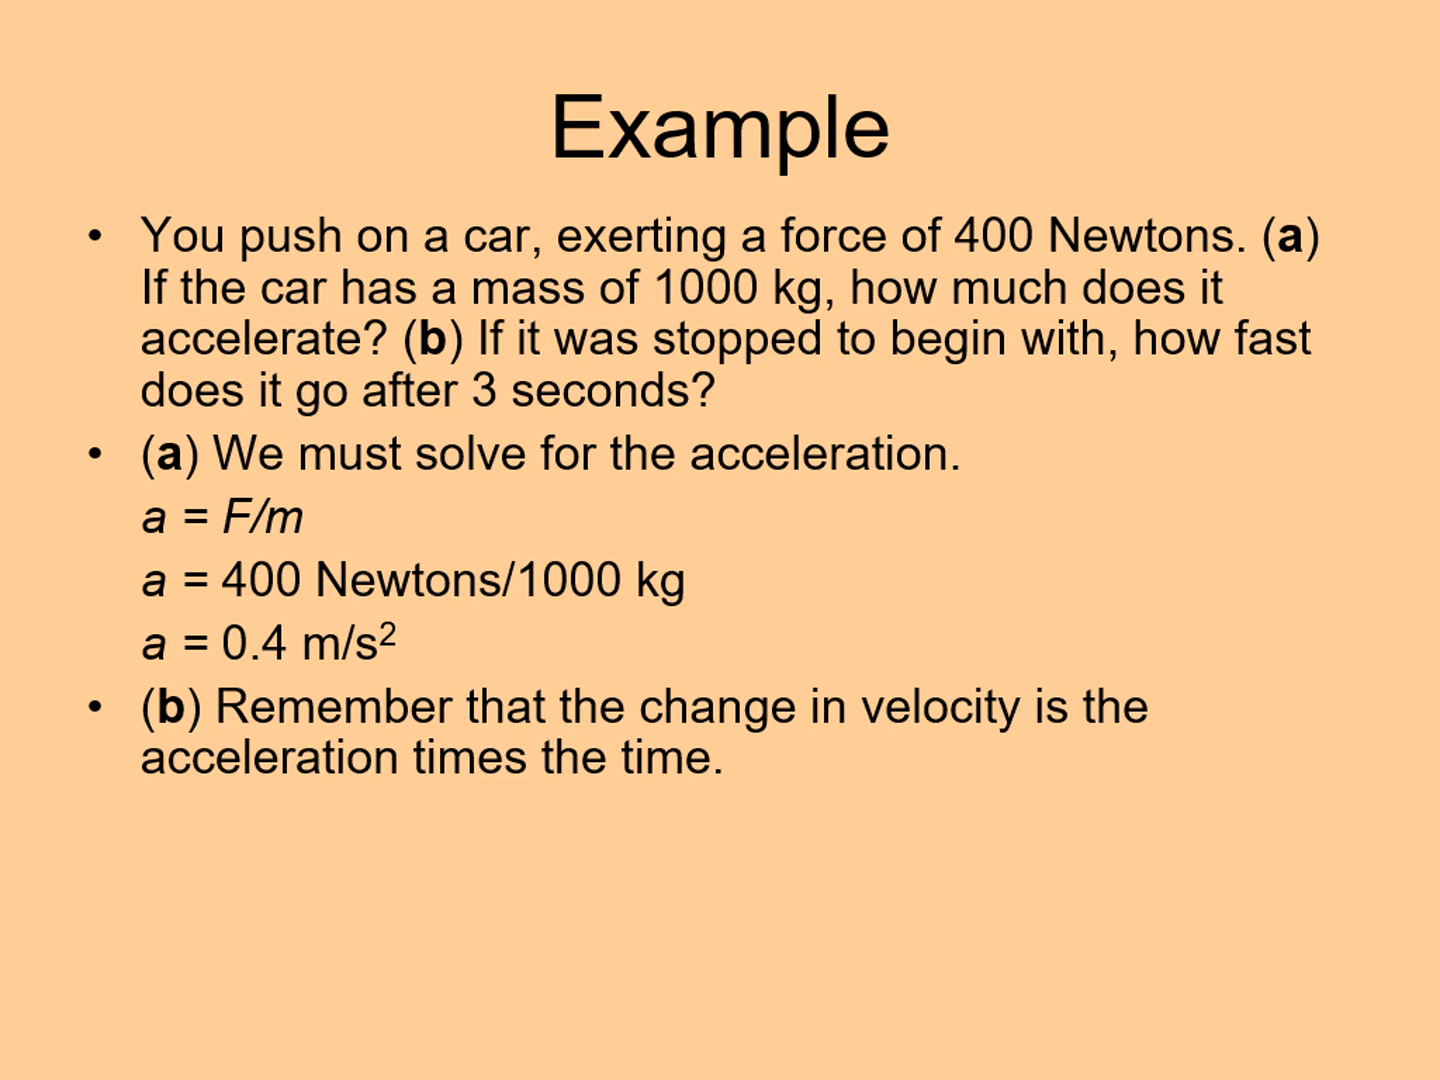 Example
• You push on a car, exerting a force of 400 Newtons. (a)
If the car has a mass of 1000 kg, how much does it
accelerate? (b) If it was stopped to begin with, how fast
does it go after 3 seconds?
• (a) We must solve for the acceleration.
a = F/m
a = 400 Newtons/1000 kg
a = 0.4 m/s²
• (b) Remember that the change in velocity is the
acceleration times the time.